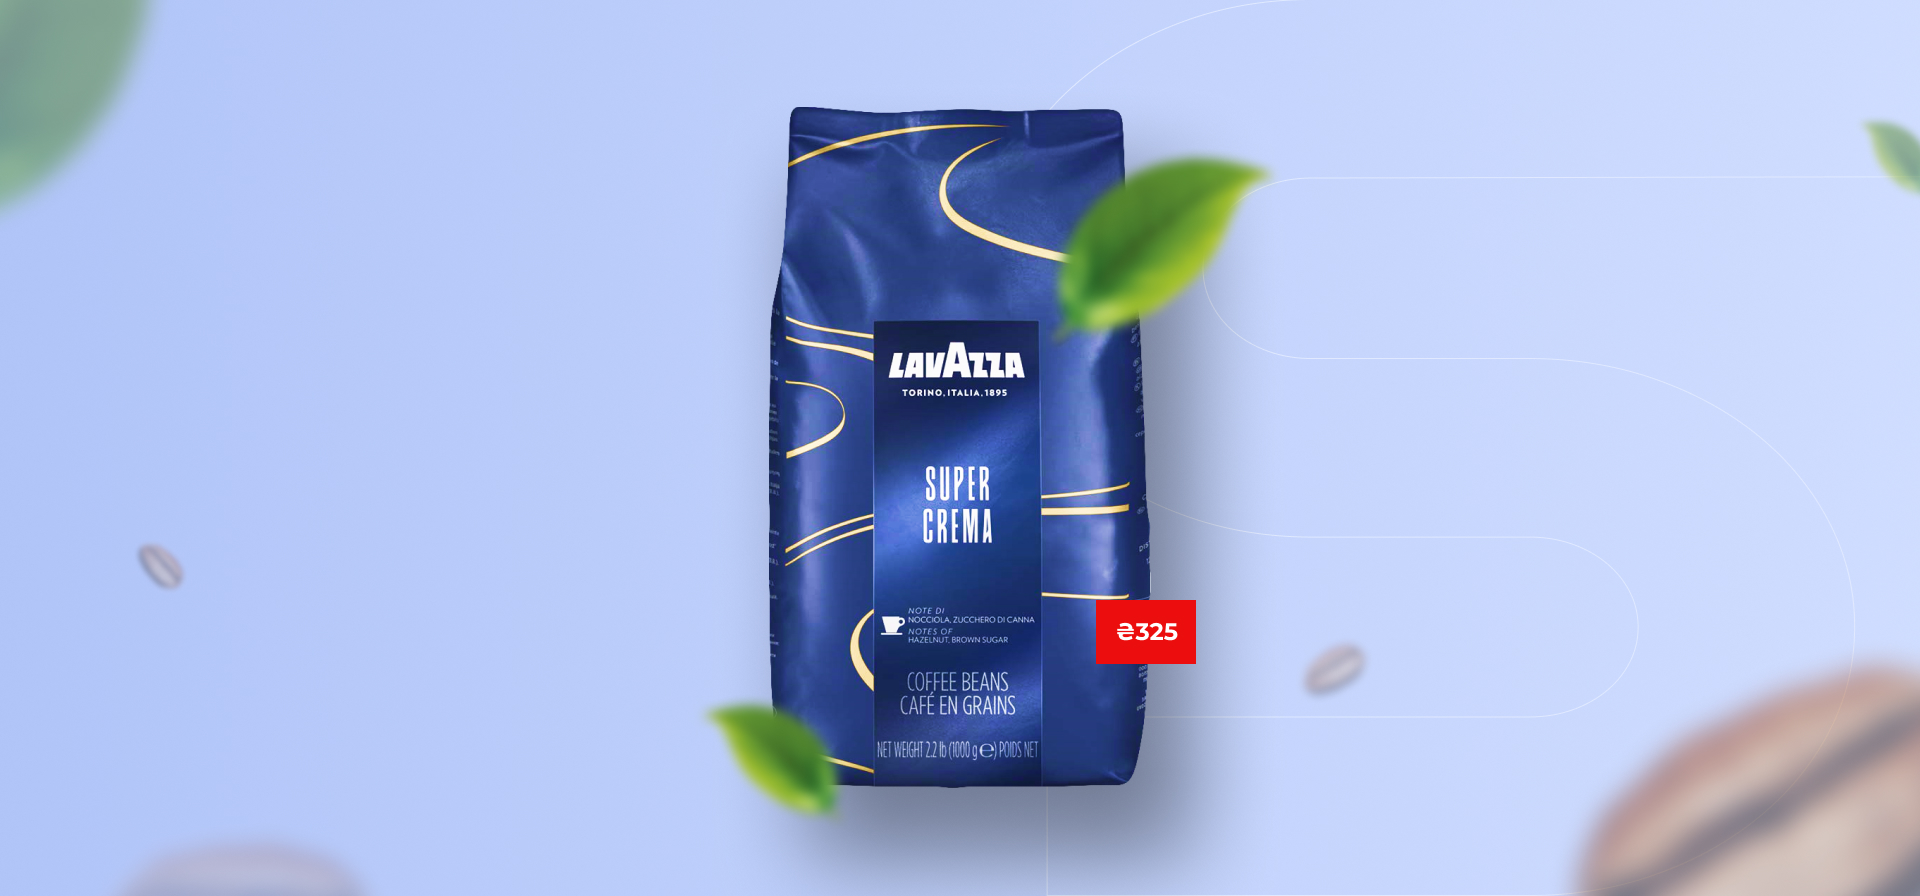 LAVAZZA
TORINO, ITALIA, 1895
SUPER
CREMA
NOTE DI
NOCCIOLA, ZUCCHERO DI CANNA
NOTES OF
HAZELNUT, BROWN SUGAR
₴325
COFFEE BEANS
CAFÉ EN GRAINS
NET WEIGHT 2.2 lb (1000 g ℮) POIDS NET